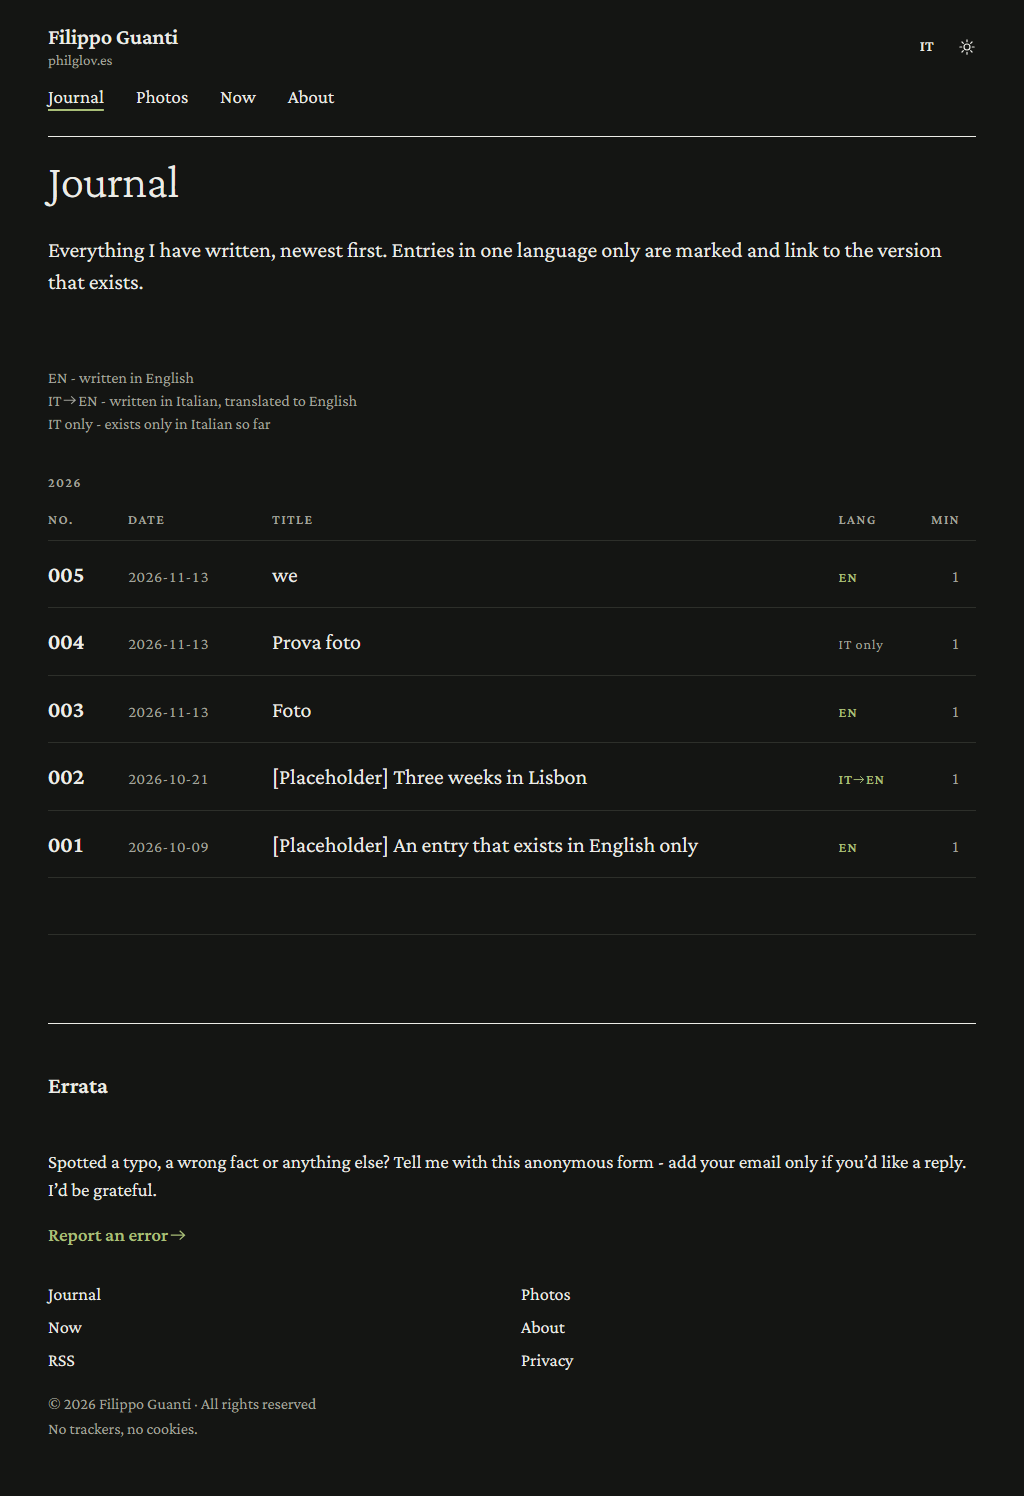 Filippo Guanti
philglov.es
IT
Journal Photos Now About
Journal
Everything I have written, newest first. Entries in one language only are marked and link to the version
that exists.
EN - written in English
IT→EN - written in Italian, translated to English
IT only - exists only in Italian so far
2026
NO. DATE TITLE LANG MIN
005 2026-11-13 we EN 1
004 2026-11-13 Prova foto IT only 1
003 2026-11-13 Foto EN 1
002 2026-10-21 [Placeholder] Three weeks in Lisbon IT→EN 1
001 2026-10-09 [Placeholder] An entry that exists in English only EN 1
Errata
Spotted a typo, a wrong fact or anything else? Tell me with this anonymous form - add your email only if you’d like a reply.
I’d be grateful.
Report an error→
Journal Photos
Now About
RSS Privacy
© 2026 Filippo Guanti · All rights reserved
No trackers, no cookies.